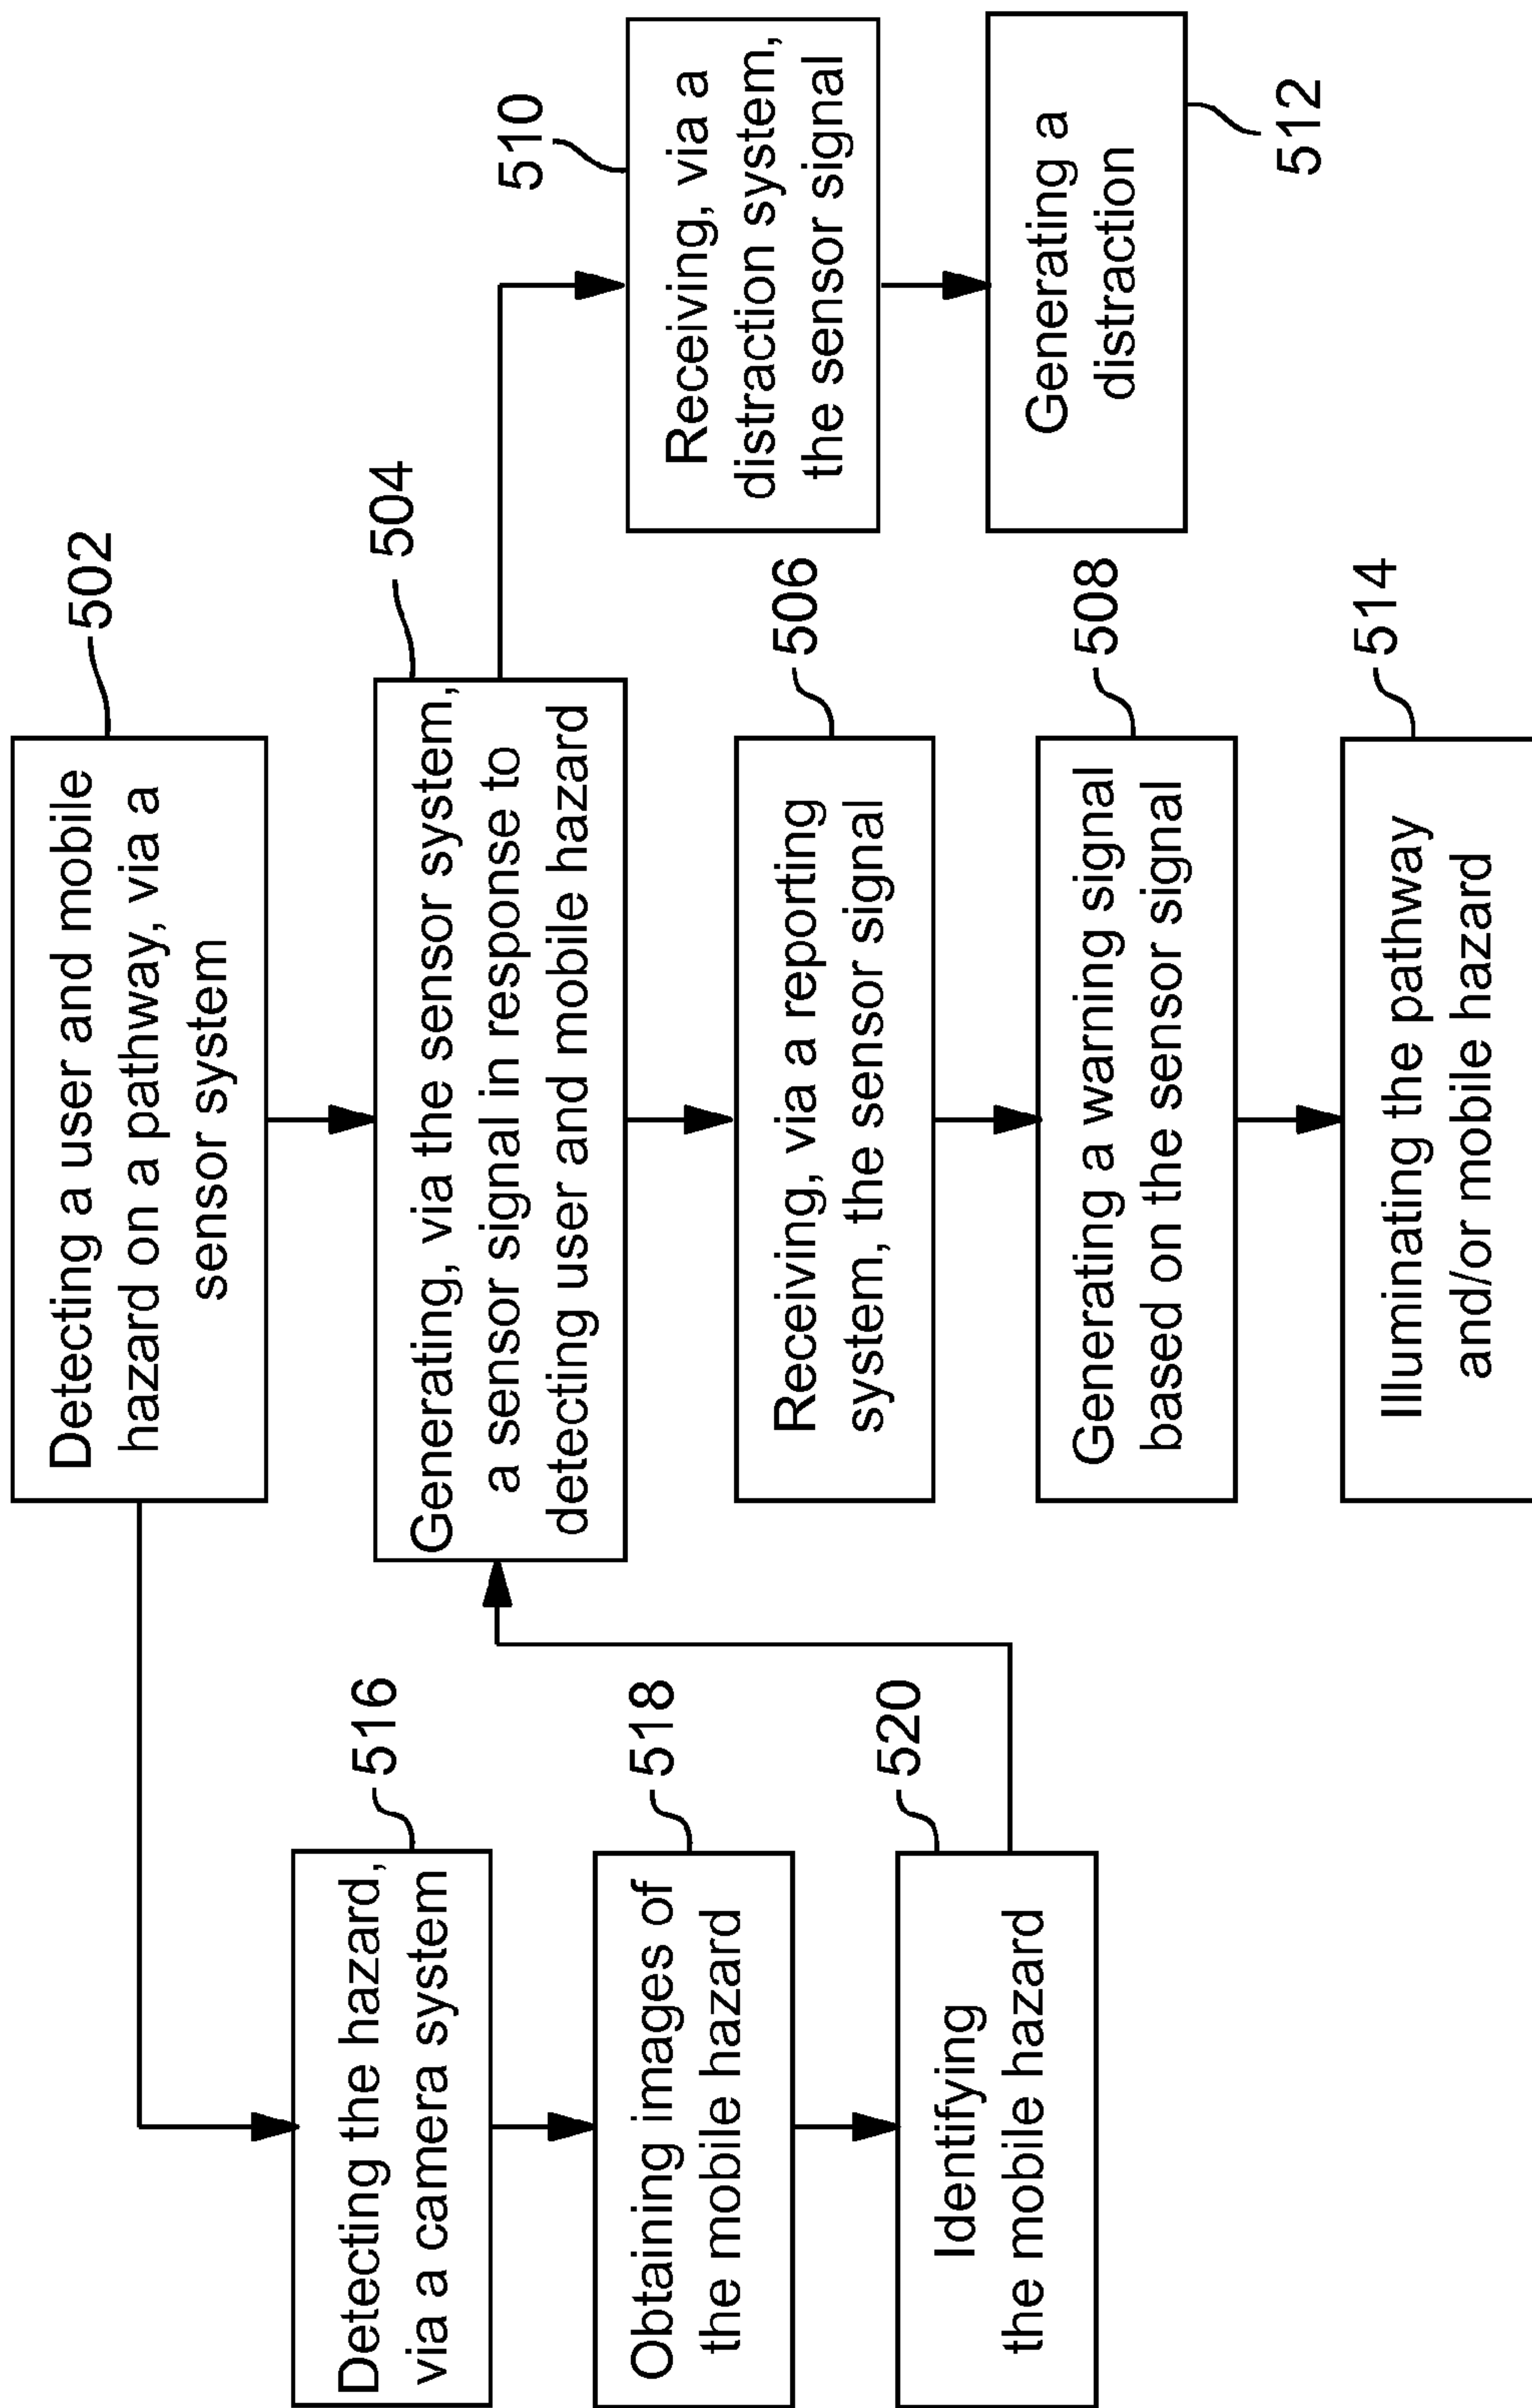 Detecting a user and mobile
hazard on a pathway, via a
sensor system
502
Generating, via the sensor system,
a sensor signal in response to
detecting user and mobile hazard
504
Receiving, via a reporting
system, the sensor signal
506
Generating a warning signal
based on the sensor signal
508
Illuminating the pathway
and/or mobile hazard
514
Receiving, via a
distraction system,
the sensor signal
510
Generating a
distraction
512
Detecting the hazard,
via a camera system
516
Obtaining images of
the mobile hazard
518
Identifying
the mobile hazard
520